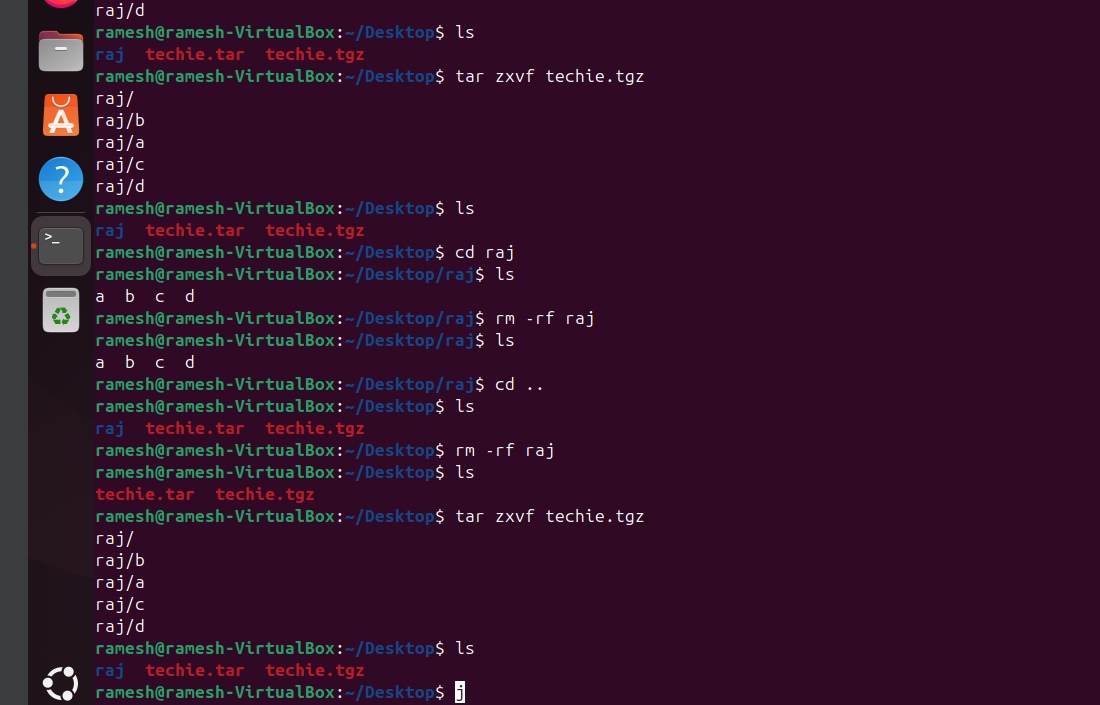 raj/d
ramesh@ramesh-VirtualBox:~/Desktop$ ls
raj  techie.tar  techie.tgz
ramesh@ramesh-VirtualBox:~/Desktop$ tar zxvf techie.tgz
raj/
raj/b
raj/a
raj/c
raj/d
ramesh@ramesh-VirtualBox:~/Desktop$ ls
raj  techie.tar  techie.tgz
ramesh@ramesh-VirtualBox:~/Desktop$ cd raj
ramesh@ramesh-VirtualBox:~/Desktop/raj$ ls
a  b  c  d
ramesh@ramesh-VirtualBox:~/Desktop/raj$ rm -rf raj
ramesh@ramesh-VirtualBox:~/Desktop/raj$ ls
a  b  c  d
ramesh@ramesh-VirtualBox:~/Desktop/raj$ cd ..
ramesh@ramesh-VirtualBox:~/Desktop$ ls
raj  techie.tar  techie.tgz
ramesh@ramesh-VirtualBox:~/Desktop$ rm -rf raj
ramesh@ramesh-VirtualBox:~/Desktop$ ls
techie.tar  techie.tgz
ramesh@ramesh-VirtualBox:~/Desktop$ tar zxvf techie.tgz
raj/
raj/b
raj/a
raj/c
raj/d
ramesh@ramesh-VirtualBox:~/Desktop$ ls
raj  techie.tar  techie.tgz
ramesh@ramesh-VirtualBox:~/Desktop$ j